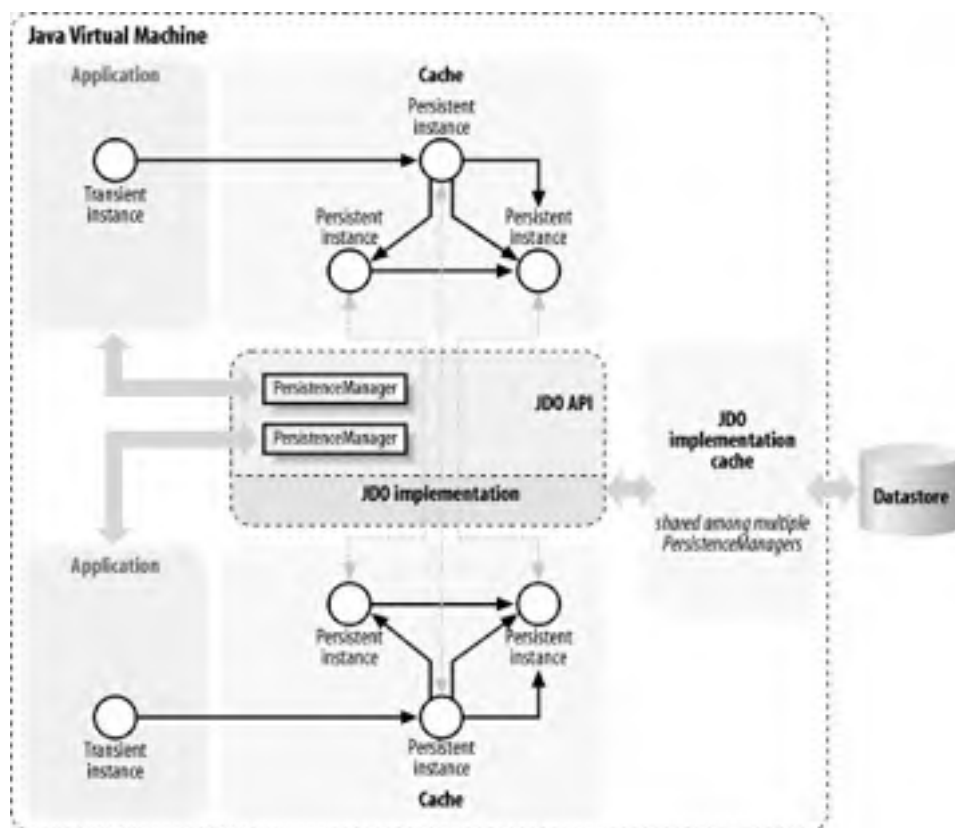 Java Virtual Machine
Application
Cache
Persistent
instance
Transient
instance
Persistent
instance
Persistent
instance
PersistenceManager
JDO API
PersistenceManager
JDO implementation
JDO
implementation
cache
shared among multiple
PersistenceManagers
Datastore
Application
Persistent
instance
Persistent
instance
Transient
instance
Persistent
instance
Cache